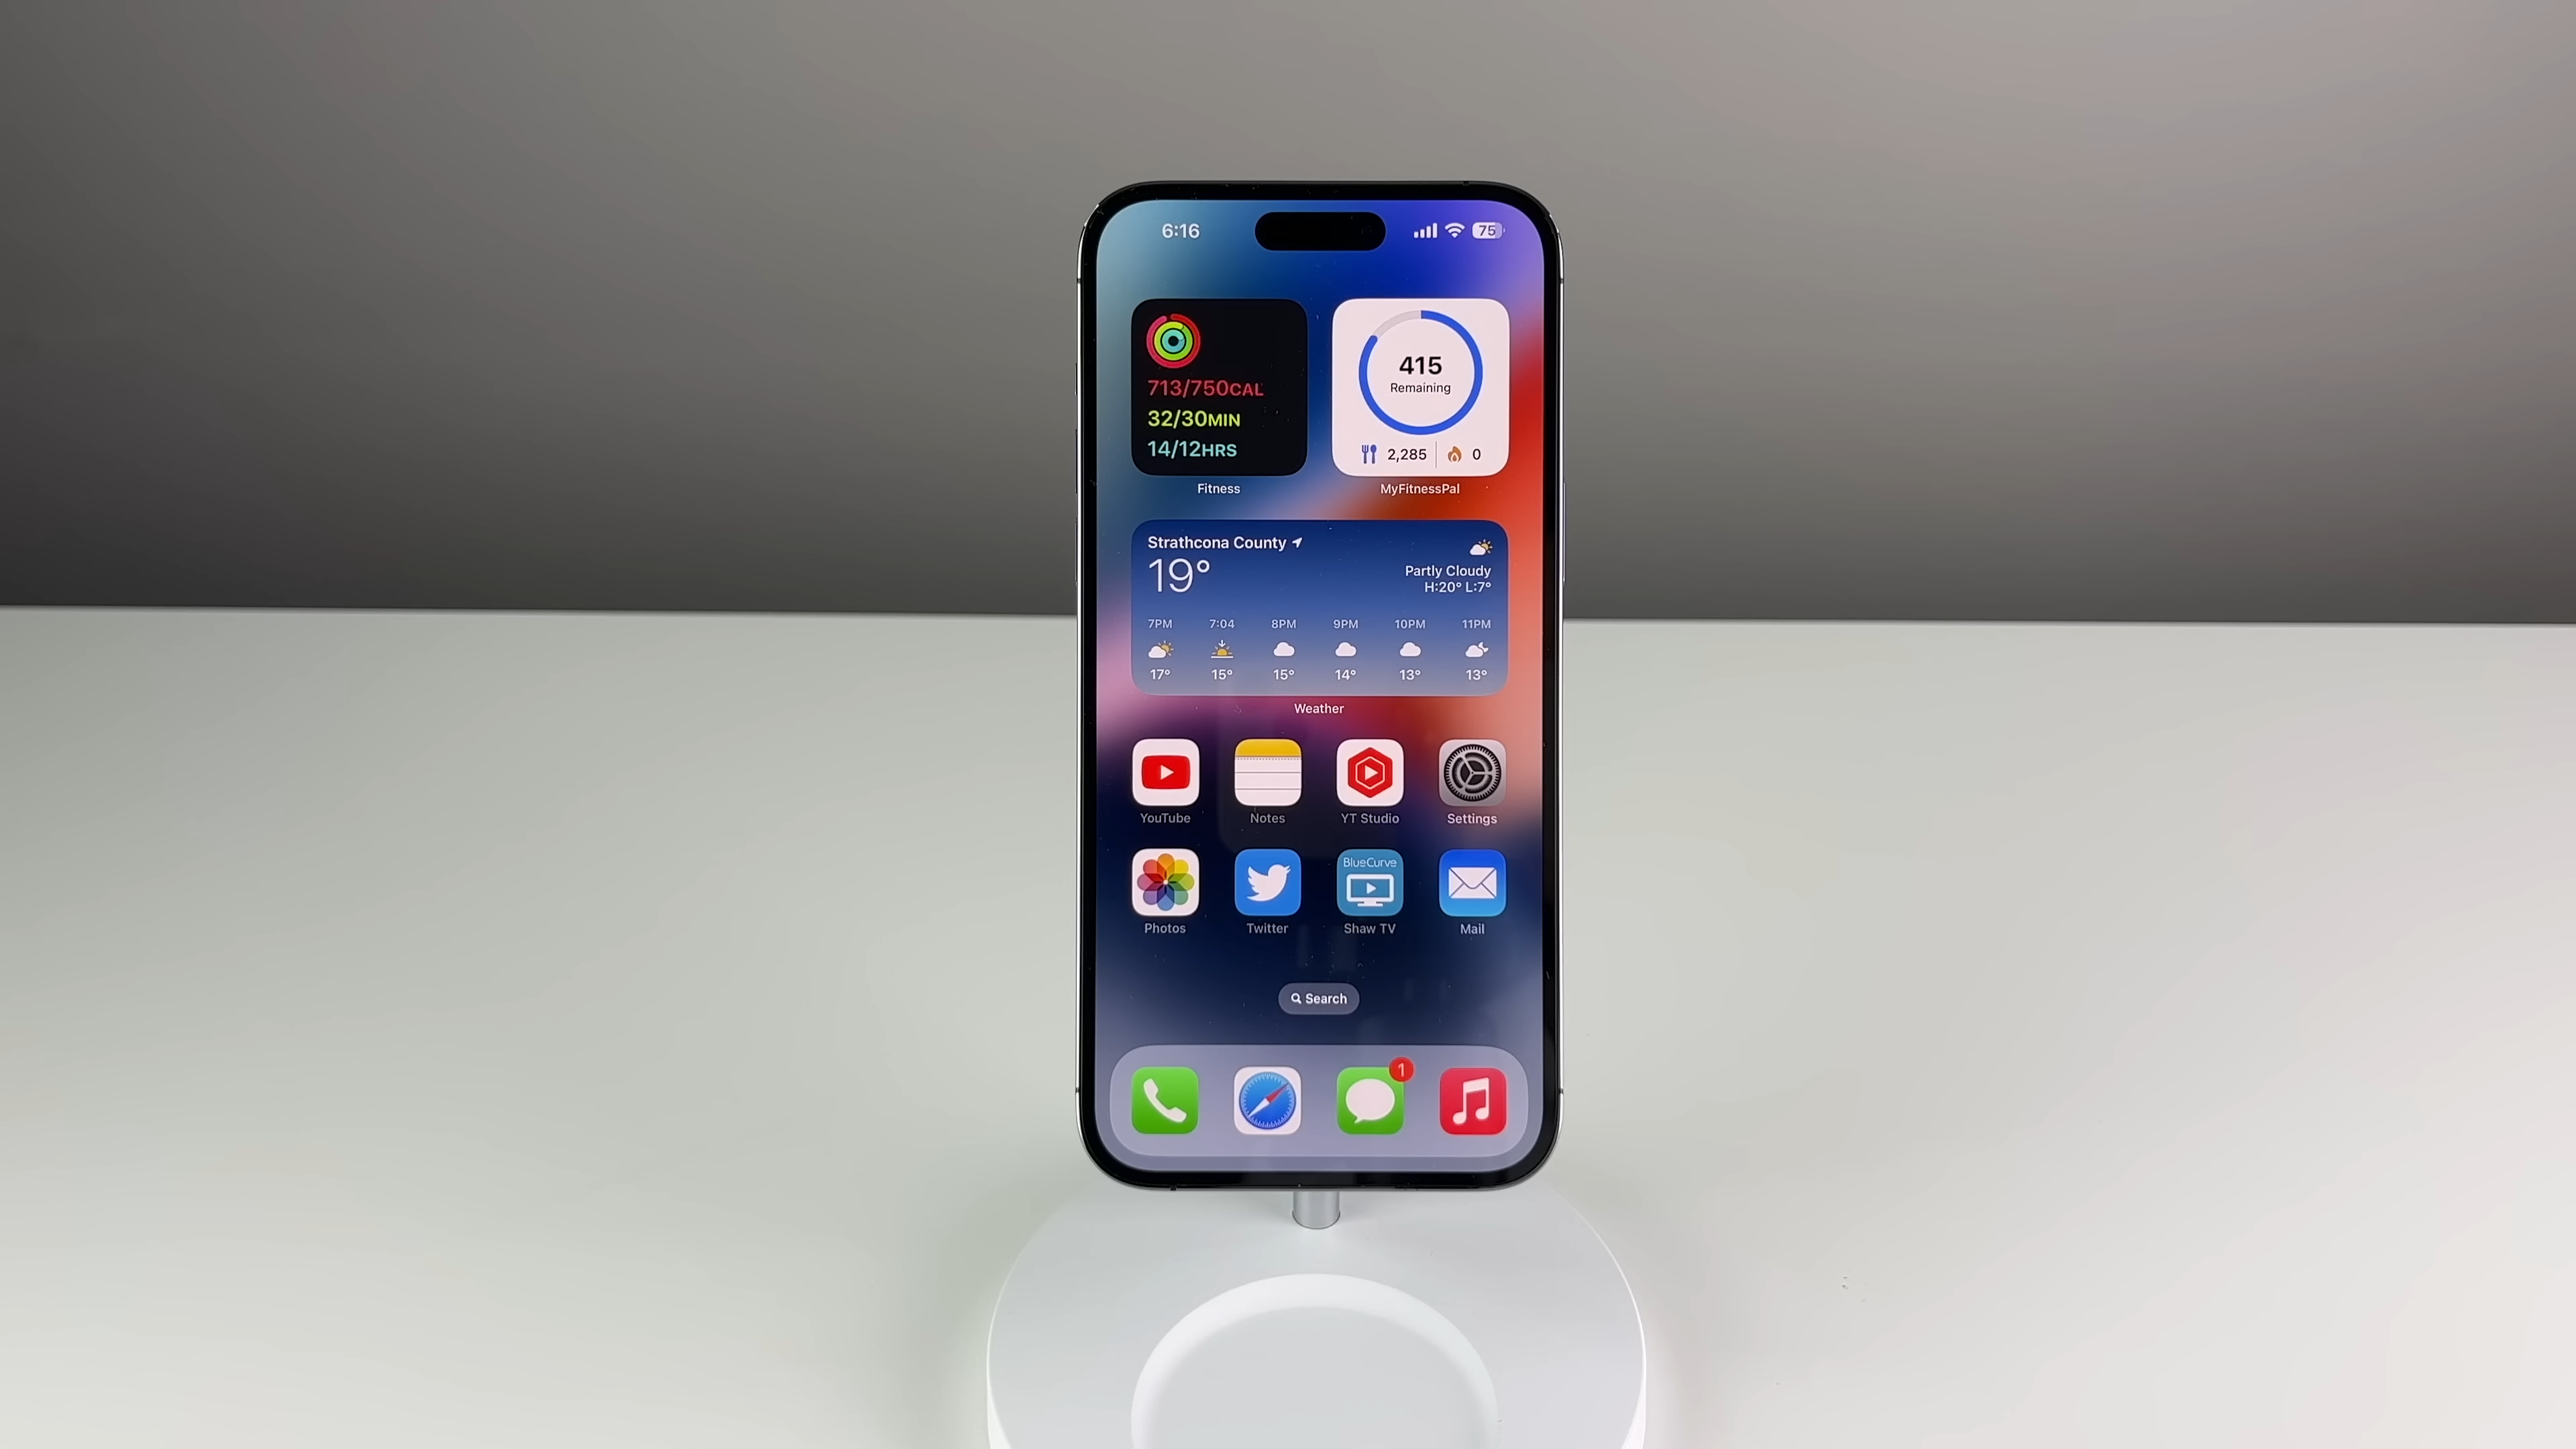 6:16
75
713/750CAL
32/30MIN
14/12HRS
Fitness
415
Remaining
2,285
0
MyFitnessPal
Strathcona County
19°
Partly Cloudy
H:20° L:7°
7PM 7:04 8PM 9PM 10PM 11PM
17° 15° 15° 14° 13° 13°
Weather
YouTube Notes YT Studio Settings
BlueCurve
Photos Twitter Shaw TV Mail
Search
1